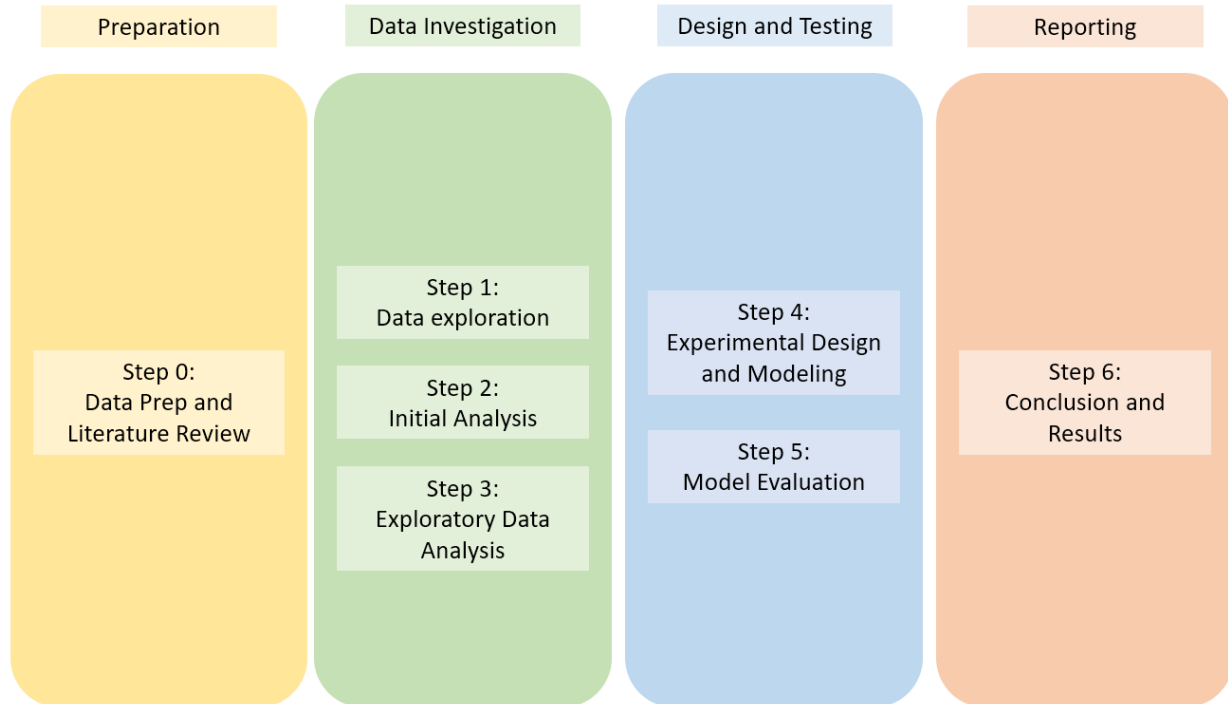 Preparation
Data Investigation
Design and Testing
Reporting
Step 0:
Data Prep and
Literature Review
Step 1:
Data exploration
Step 2:
Initial Analysis
Step 3:
Exploratory Data
Analysis
Step 4:
Experimental Design
and Modeling
Step 5:
Model Evaluation
Step 6:
Conclusion and
Results